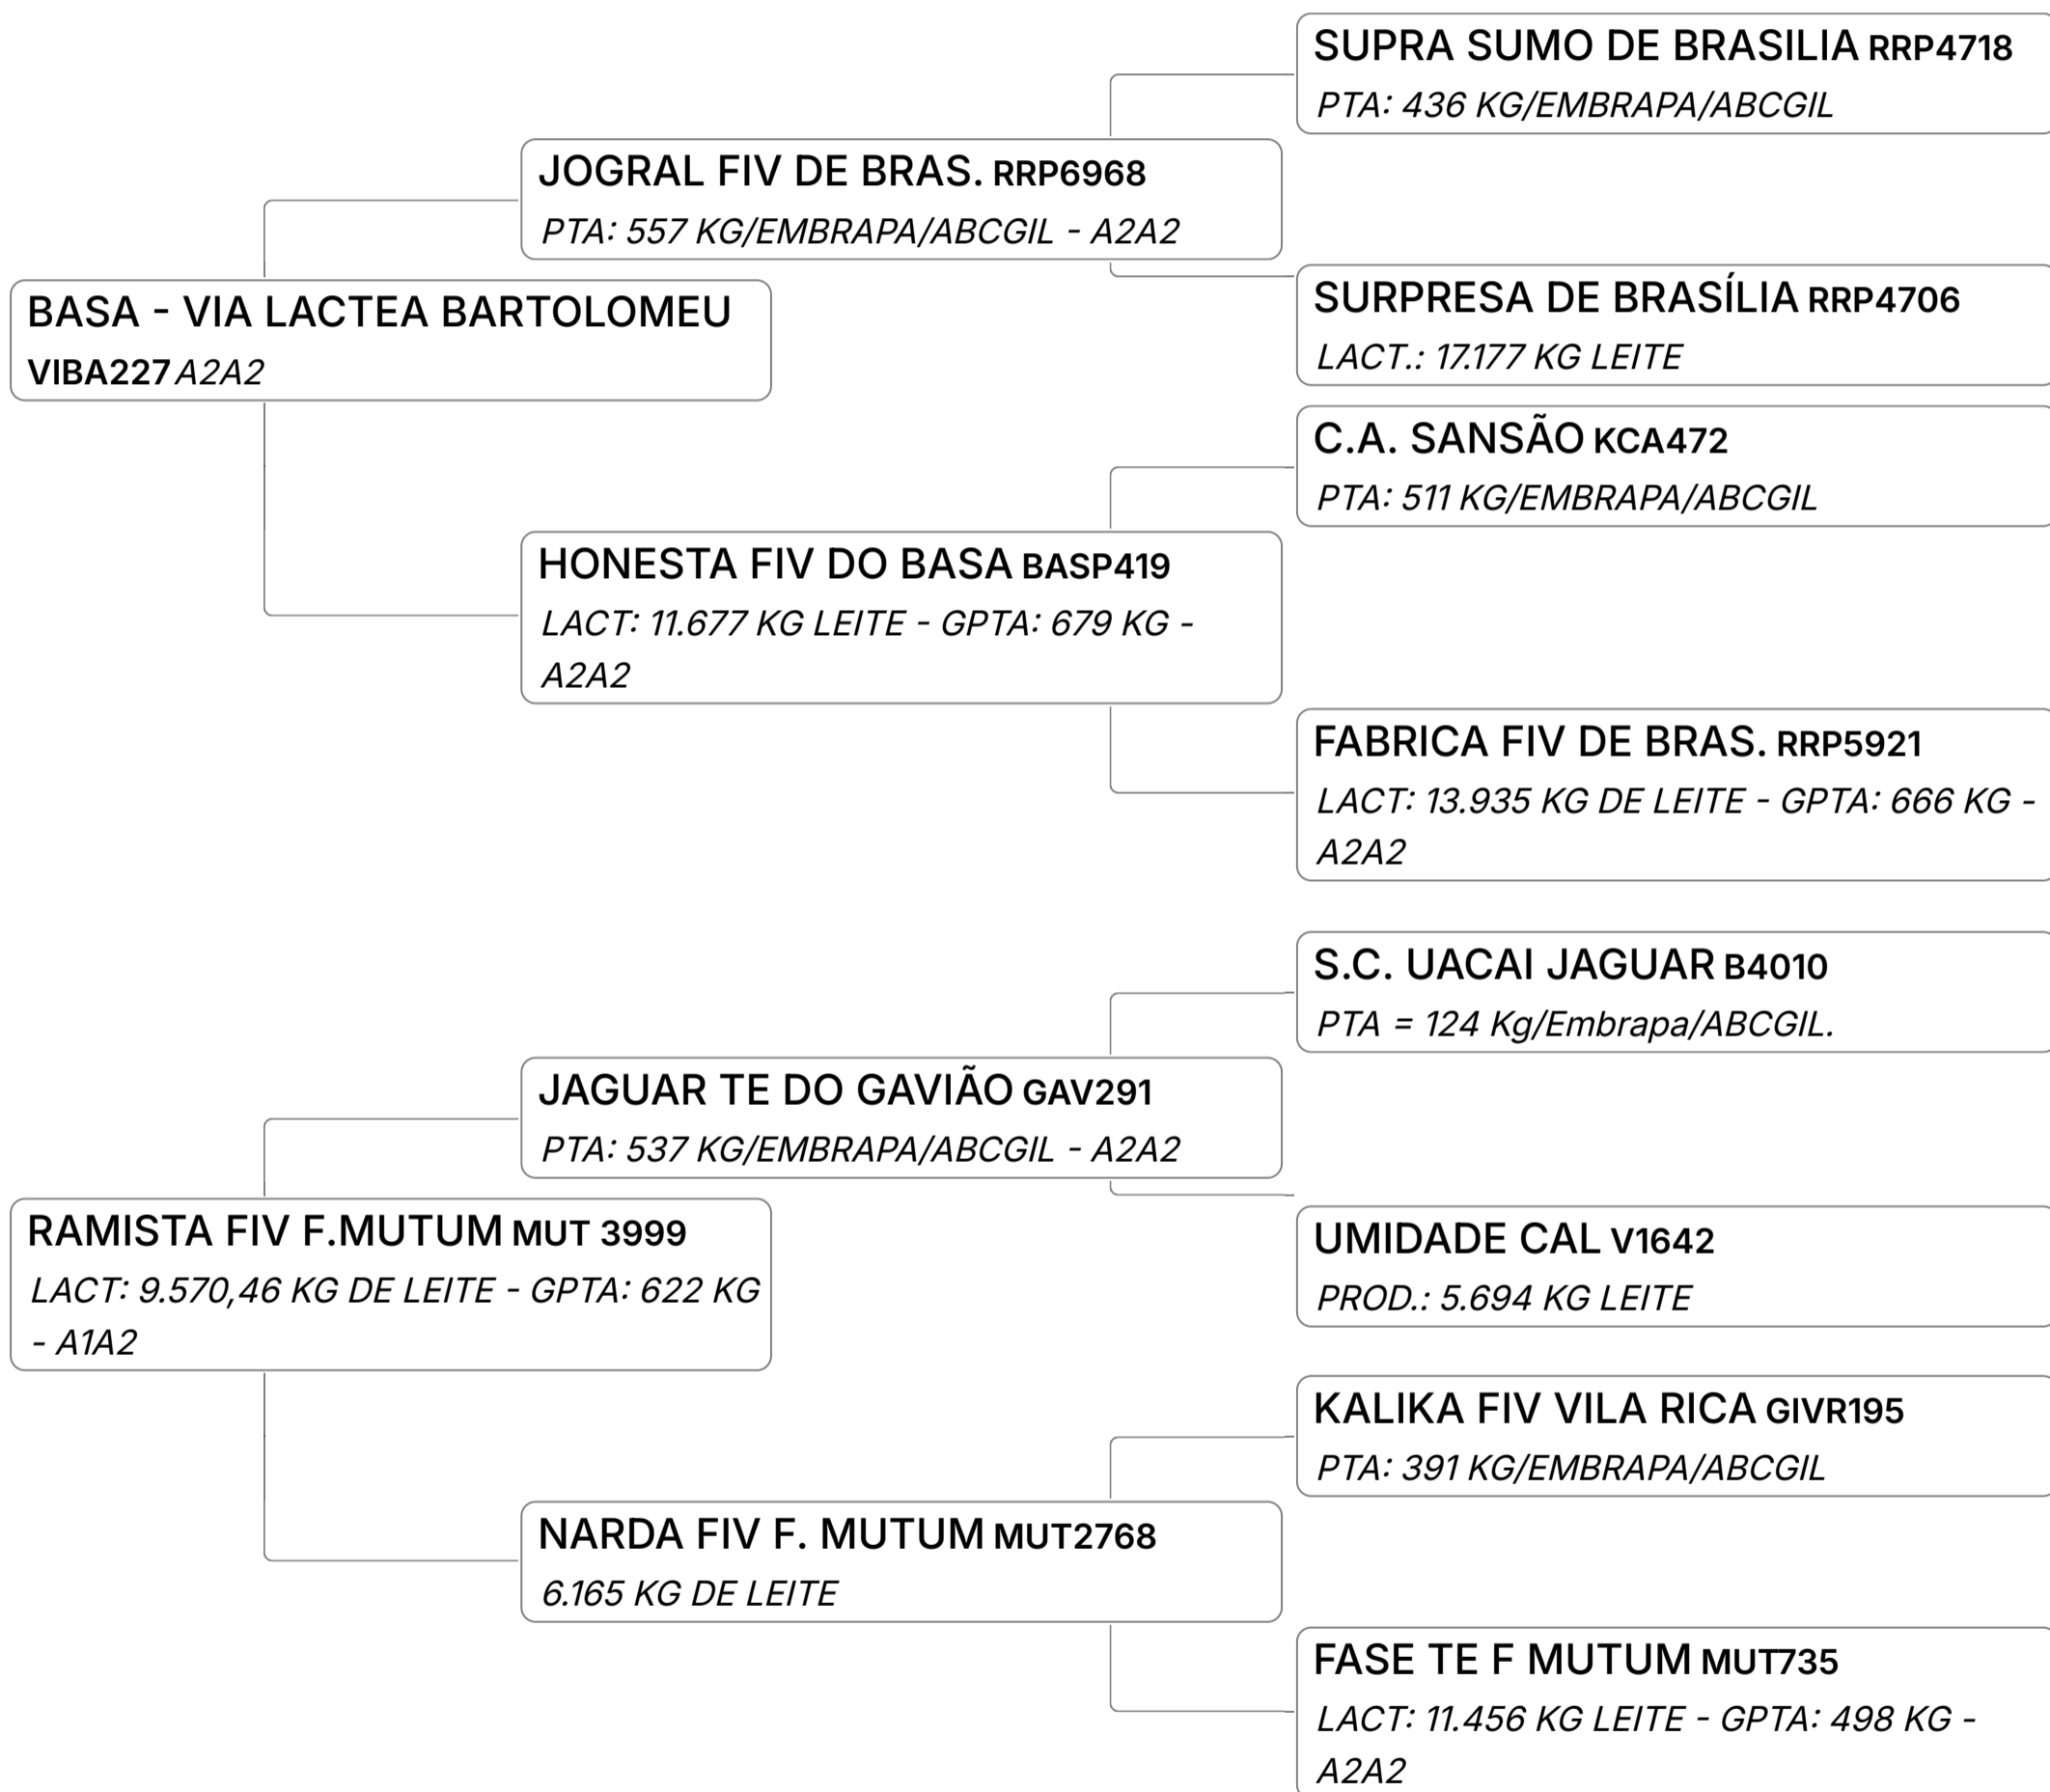 SUPRA SUMO DE BRASILIA RRP4718
PTA: 436 KG/EMBRAPA/ABCGIL
JOGRAL FIV DE BRAS. RRP6968
PTA: 557 KG/EMBRAPA/ABCGIL - A2A2
SURPRESA DE BRASÍLIA RRP4706
LACT.: 17.177 KG LEITE
BASA - VIA LACTEA BARTOLOMEU
VIBA227 A2A2
C.A. SANSÃO KCA472
PTA: 511 KG/EMBRAPA/ABCGIL
HONESTA FIV DO BASA BASP419
LACT: 11.677 KG LEITE - GPTA: 679 KG -
A2A2
FABRICA FIV DE BRAS. RRP5921
LACT: 13.935 KG DE LEITE - GPTA: 666 KG -
A2A2
S.C. UACAI JAGUAR B4010
PTA = 124 Kg/Embrapa/ABCGIL.
JAGUAR TE DO GAVIÃO GAV291
PTA: 537 KG/EMBRAPA/ABCGIL - A2A2
UMIDADE CAL V1642
PROD.: 5.694 KG LEITE
RAMISTA FIV F.MUTUM MUT 3999
LACT: 9.570,46 KG DE LEITE - GPTA: 622 KG
- A1A2
KALIKA FIV VILA RICA GIVR195
PTA: 391 KG/EMBRAPA/ABCGIL
NARDA FIV F. MUTUM MUT2768
6.165 KG DE LEITE
FASE TE F MUTUM MUT735
LACT: 11.456 KG LEITE - GPTA: 498 KG -
A2A2